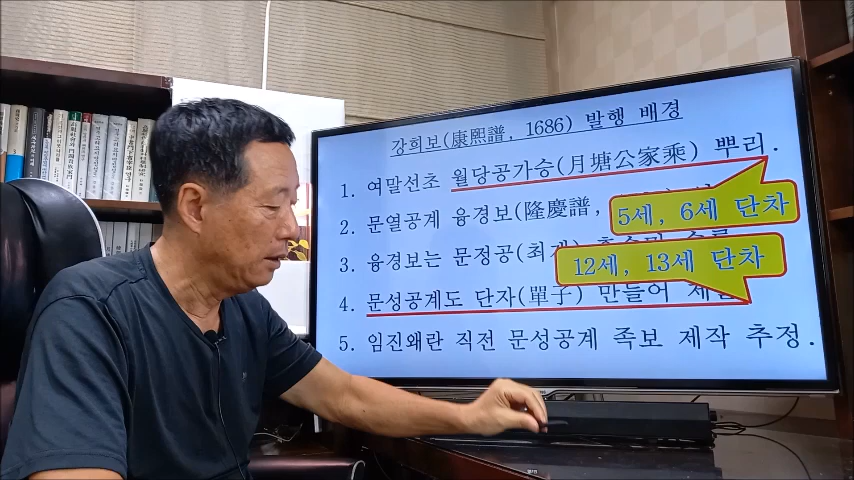 강희보(康熙譜, 1686) 발행 배경
1. 여말선초 월당공가승(月塘公家乘) 뿌리.
2. 문열공계 융경보(隆慶譜,
5세, 6세 단차
3. 융경보는 문정공(최
12세, 13세 단차
4. 문성공계도 단자(單子) 만들어
5. 임진왜란 직전 문성공계 족보 제작 추정.